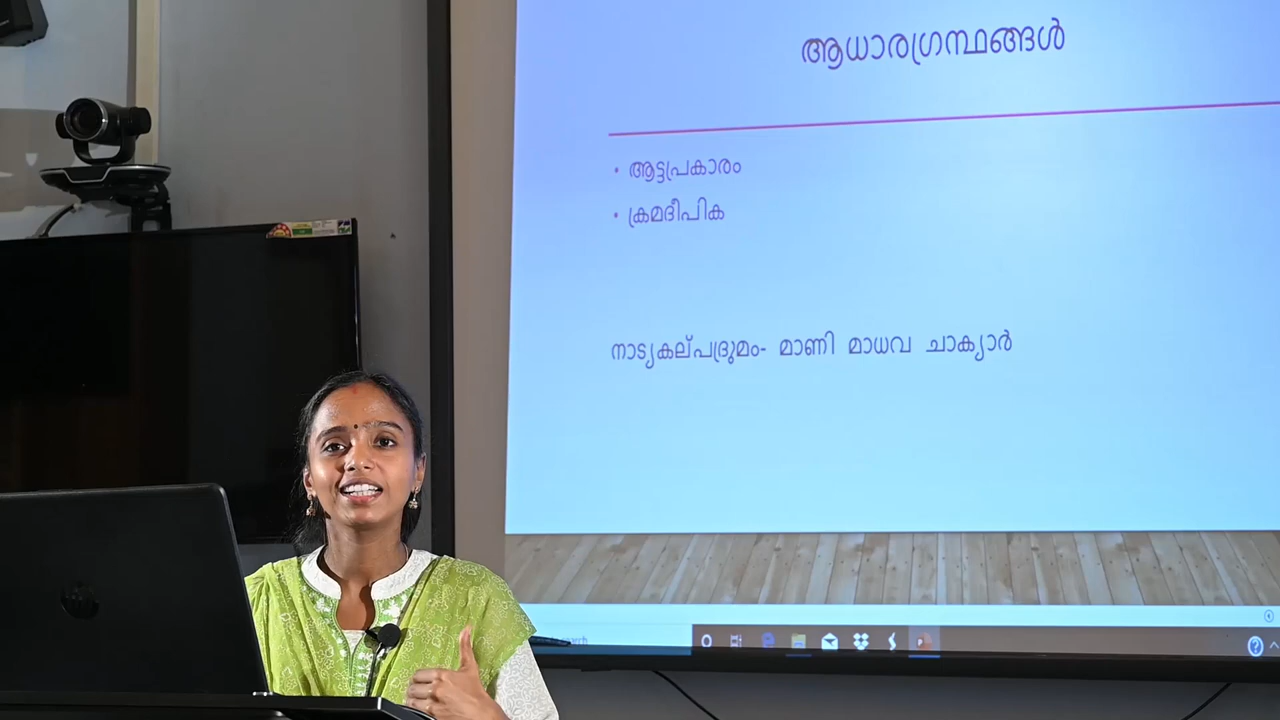 ആധാരഗ്രന്ഥങ്ങൾ
• ആട്ടപ്രകാരം
• ക്രമദീപിക
നാട്യകല്പദ്രുമം- മാണി മാധവ ചാക്യാർ